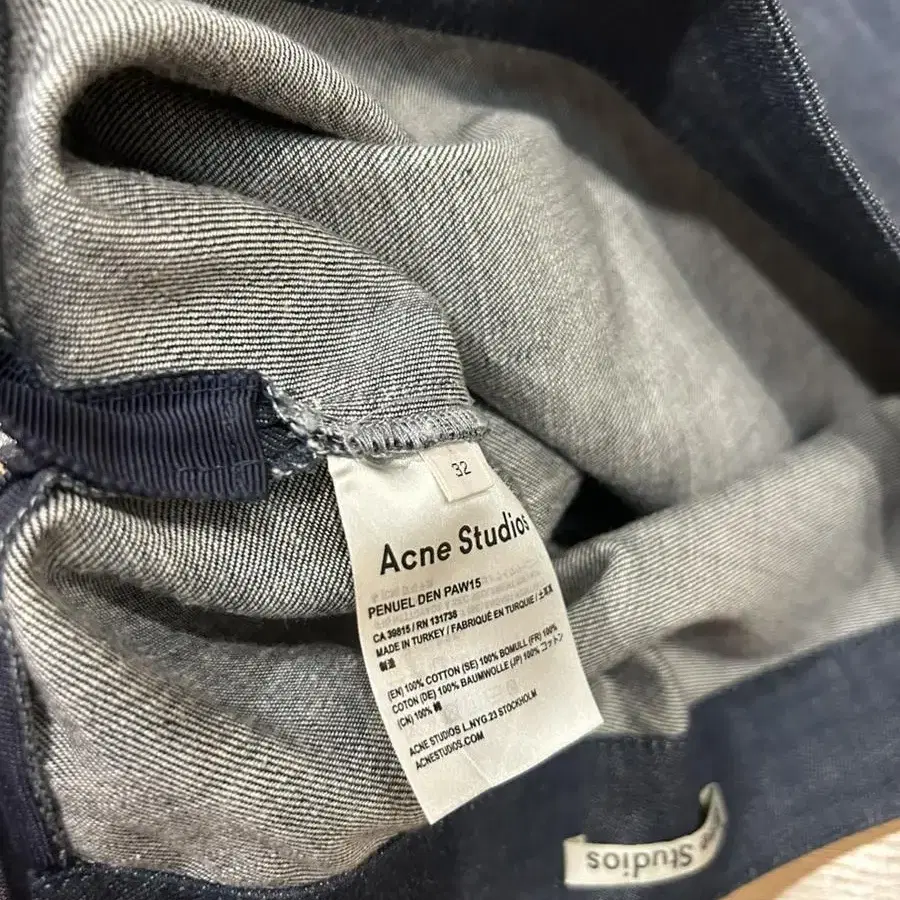 32
Acne Studios
PENUEL DEN PAW15
CA 39815 / RN 131738
MADE IN TURKEY / FABRIQUÉ EN TURQUIE /
制造
(EN) 100% COTTON (SE) 100% BOMULL (FR) 100%
COTON (DE) 100% BAUMWOLLE (JP) 100% コットン
(CN) 100% 棉
ACNE STUDIOS L.NYG.23 STOCKHOLM
ACNESTUDIOS.COM
Studios